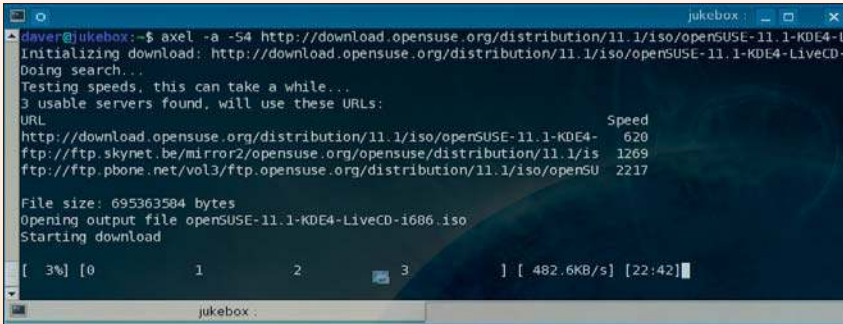 jukebox :
daver@jukebox:~$ axel -a -S4 http://download.opensuse.org/distribution/11.1/iso/openSUSE-11.1-KDE4-L
Initializing download: http://download.opensuse.org/distribution/11.1/iso/openSUSE-11.1-KDE4-LiveCD-
Doing search...
Testing speeds, this can take a while...
3 usable servers found, will use these URLs:
URL Speed
http://download.opensuse.org/distribution/11.1/iso/openSUSE-11.1-KDE4- 620
ftp://ftp.skynet.be/mirror2/opensuse.org/opensuse/distribution/11.1/is 1269
ftp://ftp.pbone.net/vol3/ftp.opensuse.org/distribution/11.1/iso/openSU 2217
File size: 695363584 bytes
Opening output file openSUSE-11.1-KDE4-LiveCD-i686.iso
Starting download
[ 3%] [0 1 2 3 ] [ 482.6KB/s] [22:42]
jukebox :